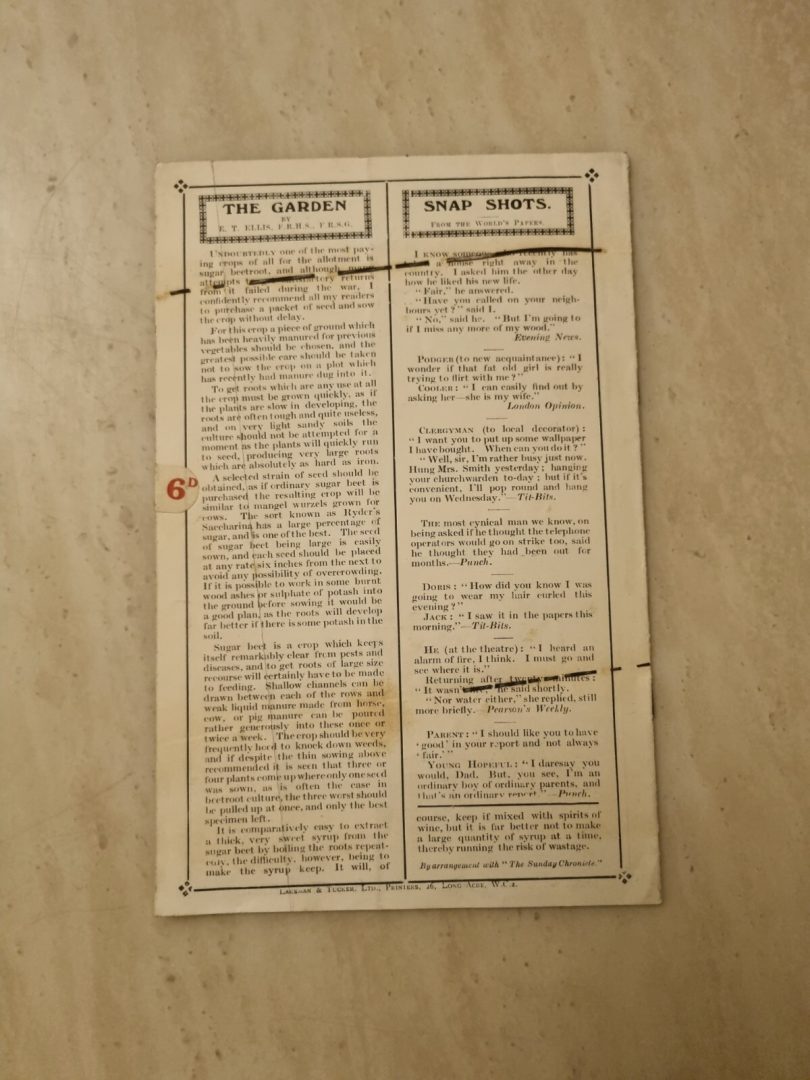 THE GARDEN
BY
E. T. ELLIS, F.R.H.S., F.R.S.G.
UNDOUBTEDLY one of the most pay-
ing crops of all for the allotment is
sugar beetroot, and although many
attempts returns
from it failed during the war, I
confidently recommend all my readers
to purchase a packet of seed and sow
the crop without delay.
For this crop a piece of ground which
has been heavily manured for previous
vegetables should be chosen, and the
greatest possible care should be taken
not to sow the crop on a plot which
has recently had manure dug into it.
To get roots which are any use at all
the crop must be grown quickly, as if
the plants are slow in developing, the
roots are often tough and quite useless,
and on very light sandy soils the
culture should not be attempted for a
moment as the plants will quickly run
to seed, producing very large roots
which are absolutely as hard as iron.
A selected strain of seed should be
obtained, as if ordinary sugar beet is
purchased the resulting crop will be
similar to mangel wurzels grown for
cows. The sort known as Ryder's
Saccharina has a large percentage of
sugar, and is one of the best. The seed
of sugar beet being large is easily
sown, and each seed should be placed
at any rate six inches from the next to
avoid any possibility of overcrowding.
If it is possible to work in some burnt
wood ashes or sulphate of potash into
the ground before sowing it would be
a good plan, as the roots will develop
far better if there is some potash in the
soil.
Sugar beet is a crop which keeps
itself remarkably clear from pests and
diseases, and to get roots of large size
recourse will certainly have to be made
to feeding. Shallow channels can be
drawn between each of the rows and
weak liquid manure made from horse,
cow, or pig manure can be poured
rather generously into these once or
twice a week. The crop should be very
frequently hoed to knock down weeds,
and if despite the thin sowing above
recommended it is seen that three or
four plants come up where only one seed
was sown, as is often the case in
beetroot culture, the three worst should
be pulled up at once, and only the best
specimen left.
It is comparatively easy to extract
a thick, very sweet syrup from the
sugar beet by boiling the roots repeat-
edly, the difficulty, however, being to
make the syrup keep. It will, of
6D
SNAP SHOTS.
FROM THE WORLD'S PAPERS.
I KNOW someone recently has
a house right away in the
country. I asked him the other day
how he liked his new life.
"Fair," he answered.
"Have you called on your neigh-
bours yet?" said I.
"No," said he. "But I'm going to
if I miss any more of my wood."
Evening News.
PODGER (to new acquaintance): "I
wonder if that fat old girl is really
trying to flirt with me?"
COOLER: "I can easily find out by
asking her—she is my wife."
London Opinion.
CLERGYMAN (to local decorator):
"I want you to put up some wallpaper
I have bought. When can you do it?"
"Well, sir, I'm rather busy just now.
Hung Mrs. Smith yesterday; hanging
your churchwarden to-day; but if it's
convenient, I'll pop round and hang
you on Wednesday."—Tit-Bits.
THE most cynical man we know, on
being asked if he thought the telephone
operators would go on strike too, said
he thought they had been out for
months.—Punch.
DORIS: "How did you know I was
going to wear my hair curled this
evening?"
JACK: "I saw it in the papers this
morning."—Tit-Bits.
HE (at the theatre): "I heard an
alarm of fire, I think. I must go and
see where it is."
Returning after twenty minutes:
"It wasn't he said shortly.
"Nor water either," she replied, still
more briefly.—Pearson's Weekly.
PARENT: "I should like you to have
'good' in your report and not always
'fair.'"
YOUNG HOPEFUL: "I daresay you
would, Dad. But, you see, I'm an
ordinary boy of ordinary parents, and
that's an ordinary report."—Punch.
course, keep if mixed with spirits of
wine, but it is far better not to make
a large quantity of syrup at a time,
thereby running the risk of wastage.
By arrangement with "The Sunday Chronicle."
LAKEMAN & TUCKER, LTD., PRINTERS, 26, LONG ACRE, W.C.2.